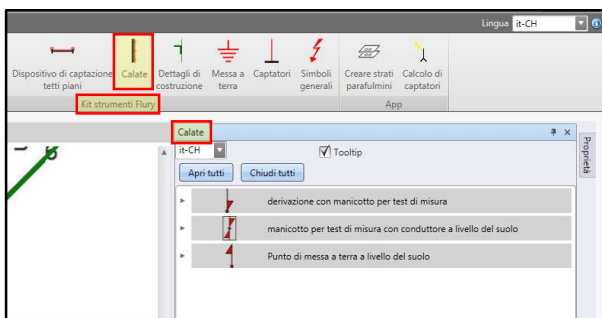 Lingua it-CH
Dispositivo di captazione tetti piani
Calate
Dettagli di costruzione
Messa a terra
Captatori
Simboli generali
Creare strati parafulmini
Calcolo di captatori
Kit strumenti Flury
App
Calate
it-CH
Tooltip
Apri tutti
Chiudi tutti
derivazione con manicotto per test di misura
manicotto per test di misura con conduttore a livello del suolo
Punto di messa a terra a livello del suolo
Proprietà